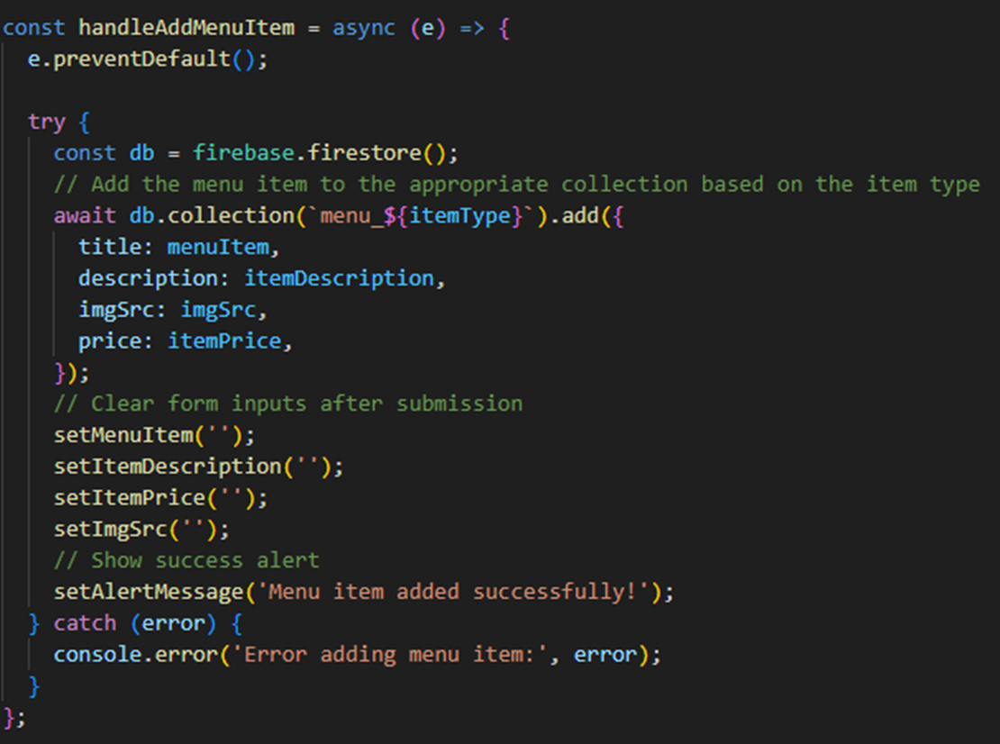 const handleAddMenuItem = async (e) => {
  e.preventDefault();

  try {
    const db = firebase.firestore();
    // Add the menu item to the appropriate collection based on the item type
    await db.collection(`menu_${itemType}`).add({
      title: menuItem,
      description: itemDescription,
      imgSrc: imgSrc,
      price: itemPrice,
    });
    // Clear form inputs after submission
    setMenuItem('');
    setItemDescription('');
    setItemPrice('');
    setImgSrc('');
    // Show success alert
    setAlertMessage('Menu item added successfully!');
  } catch (error) {
    console.error('Error adding menu item:', error);
  }
};